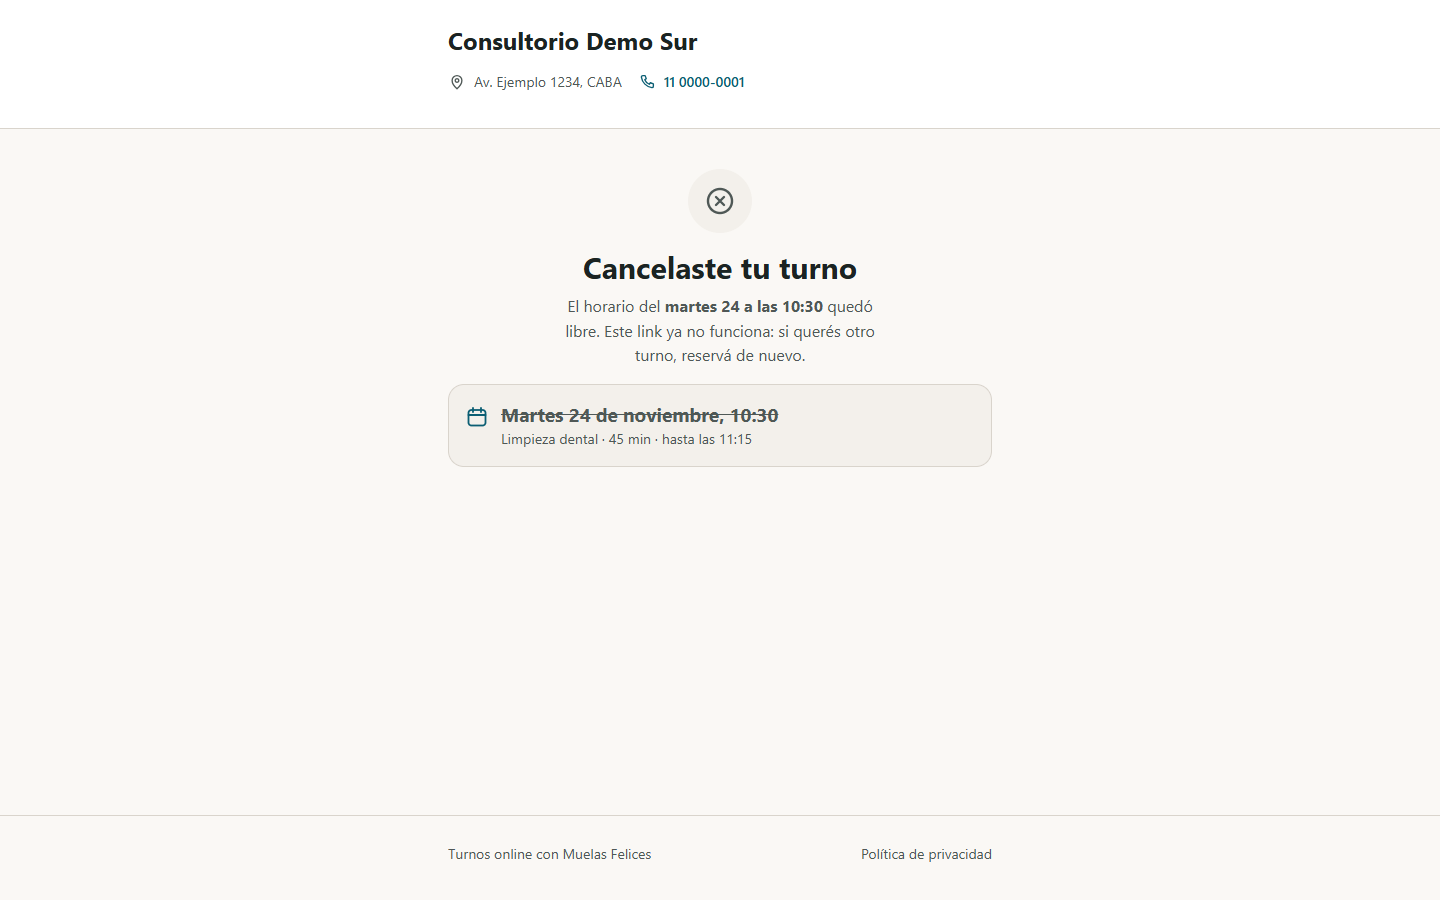 Consultorio Demo Sur
Av. Ejemplo 1234, CABA 11 0000-0001
Cancelaste tu turno
El horario del martes 24 a las 10:30 quedó
libre. Este link ya no funciona: si querés otro
turno, reservá de nuevo.
Martes 24 de noviembre, 10:30
Limpieza dental · 45 min · hasta las 11:15
Turnos online con Muelas Felices Política de privacidad